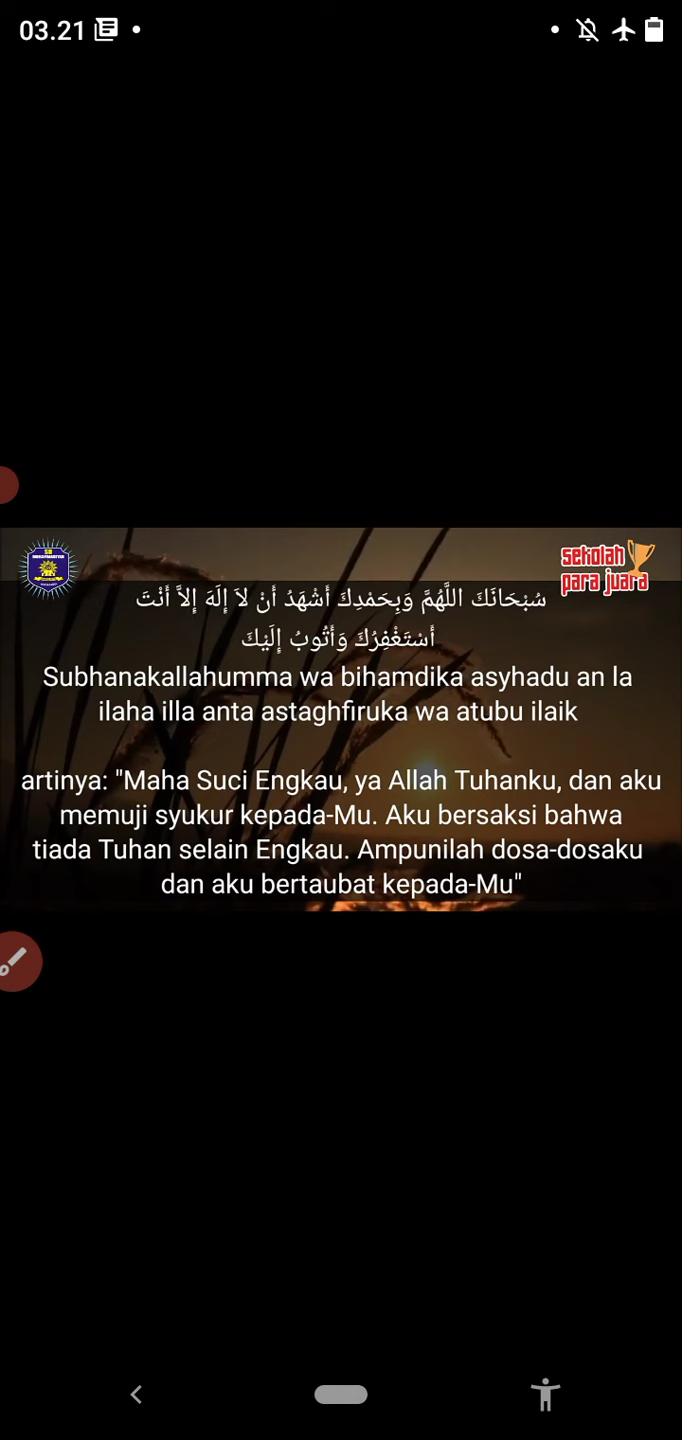 03.21
SD
MUHAMMADIYAH
sekolah
para juara
سُبْحَانَكَ اللَّهُمَّ وَبِحَمْدِكَ أَشْهَدُ أَنْ لاَ إِلَهَ إِلاَّ أَنْتَ
أَسْتَغْفِرُكَ وَأَتُوبُ إِلَيْكَ
Subhanakallahumma wa bihamdika asyhadu an la
ilaha illa anta astaghfiruka wa atubu ilaik
artinya: "Maha Suci Engkau, ya Allah Tuhanku, dan aku
memuji syukur kepada-Mu. Aku bersaksi bahwa
tiada Tuhan selain Engkau. Ampunilah dosa-dosaku
dan aku bertaubat kepada-Mu"